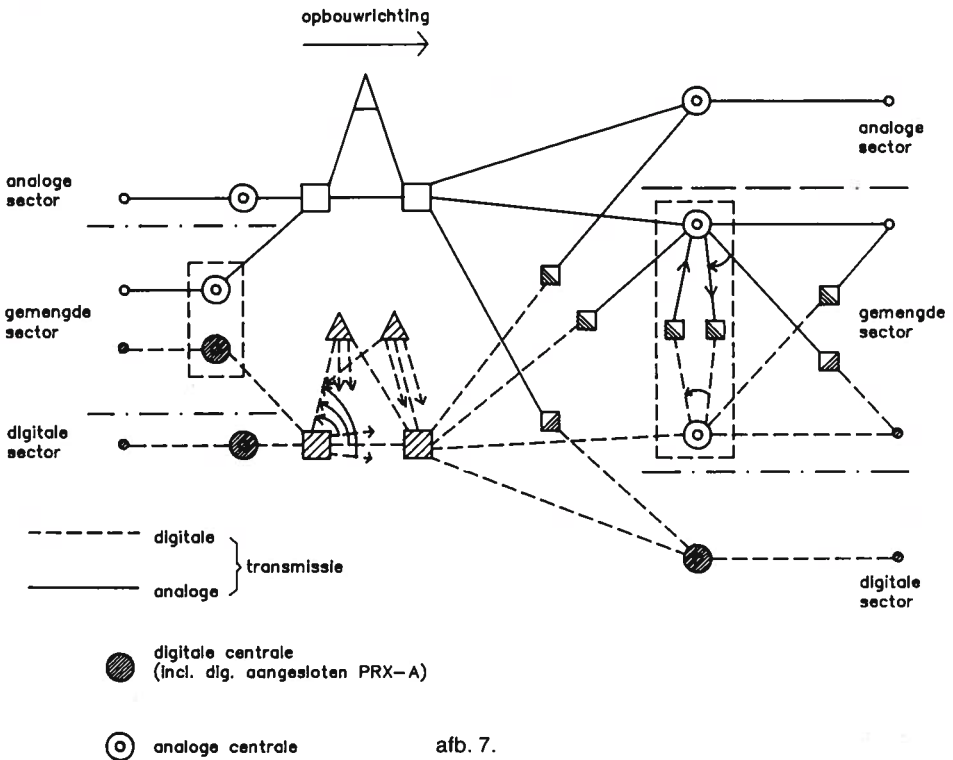 opbouwrichting
analoge
sector
analoge
sector
gemengde
sector
gemengde
sector
digitale
sector
digitale
transmissie
analoge
digitale
sector
digitale centrale
(incl. dig. aangesloten PRX-A)
analoge centrale
afb. 7.